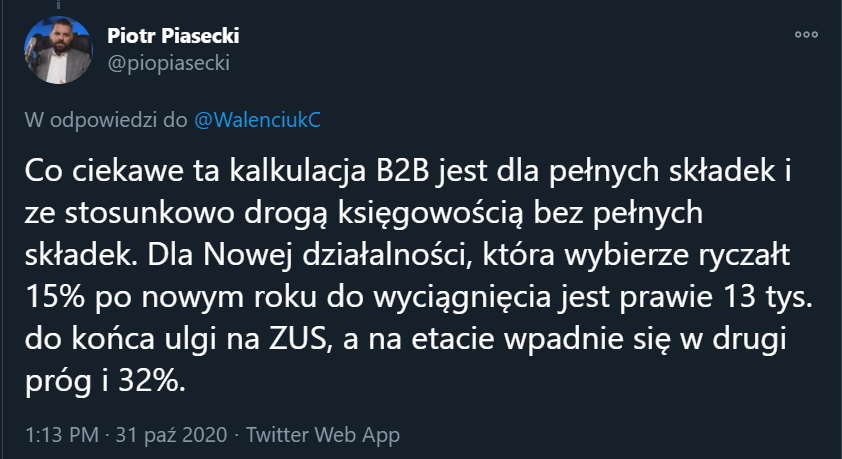 Piotr Piasecki
@piopiasecki
W odpowiedzi do @WalenciukC
Co ciekawe ta kalkulacja B2B jest dla pełnych składek i
ze stosunkowo drogą księgowością bez pełnych
składek. Dla Nowej działalności, która wybierze ryczałt
15% po nowym roku do wyciągnięcia jest prawie 13 tys.
do końca ulgi na ZUS, a na etacie wpadnie się w drugi
próg i 32%.
1:13 PM · 31 paź 2020 · Twitter Web App